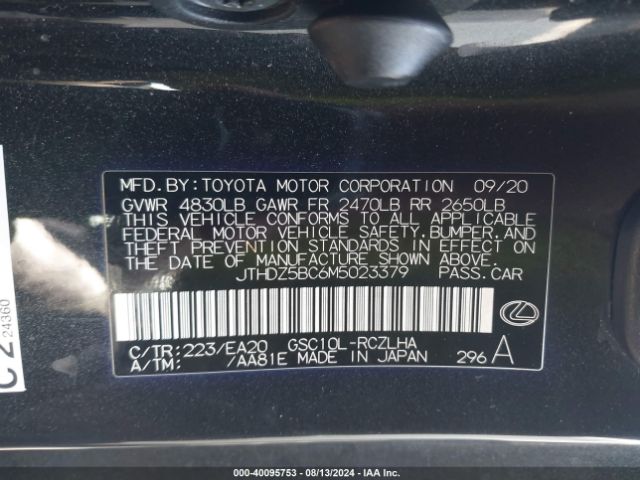 MFD.BY:TOYOTA MOTOR CORPORATION 09/20
GVWR 4830LB GAWR FR 2470LB RR 2650LB
THIS VEHICLE CONFORMS TO ALL APPLICABLE
FEDERAL MOTOR VEHICLE SAFETY,BUMPER,AND
THEFT PREVENTION STANDARDS IN EFFECT ON
THE DATE OF MANUFACTURE SHOWN ABOVE.
JTHDZ5BC6M5023379 PASS.CAR
C/TR:223/EA20 GSC10L-RCZLHA
A/TM: /AA81E MADE IN JAPAN 296 A
24360
000-40095753 - 08/13/2024 - IAAI.COM